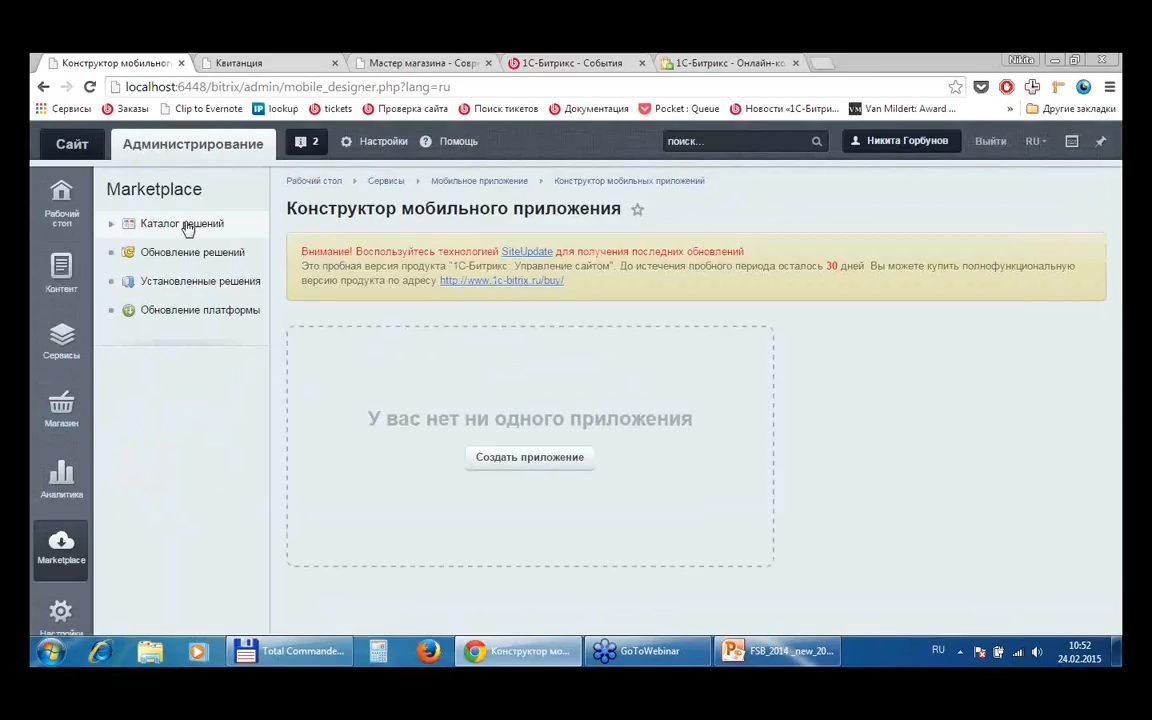 Конструктор мобильного
Квитанция
Мастер магазина - Совр
1С-Битрикс - События
1С-Битрикс - Онлайн-ко
Nikita
localhost:6448/bitrix/admin/mobile_designer.php?lang=ru
Сервисы
Заказы
Clip to Evernote
lookup
tickets
Проверка сайта
Поиск тикетов
Документация
Pocket : Queue
Новости «1С-Битри...
Van Mildert: Award ...
Другие закладки
Сайт
Администрирование
2
Настройки
Помощь
поиск...
Никита Горбунов
Выйти
RU
Рабочий стол
Контент
Сервисы
Магазин
Аналитика
Marketplace
Настройки
Marketplace
Каталог решений
Обновление решений
Установленные решения
Обновление платформы
Рабочий стол Сервисы Мобильное приложение Конструктор мобильных приложений
Конструктор мобильного приложения
Внимание! Воспользуйтесь технологией SiteUpdate для получения последних обновлений
Это пробная версия продукта "1С-Битрикс: Управление сайтом". До истечения пробного периода осталось 30 дней. Вы можете купить полнофункциональную
версию продукта по адресу http://www.1c-bitrix.ru/buy/
У вас нет ни одного приложения
Создать приложение
Total Commande...
Конструктор мо...
GoToWebinar
FSB_2014_new_20...
RU
10:52
24.02.2015